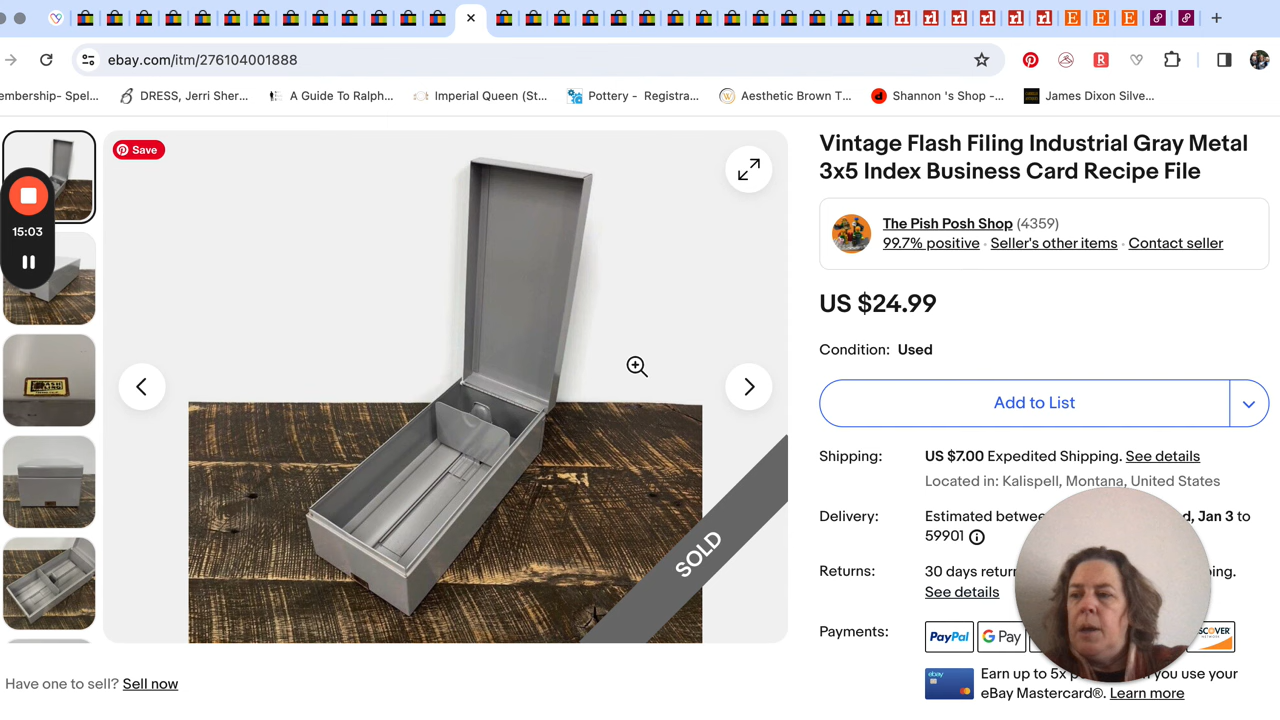 ebay.com/itm/276104001888
embership- Spel...
DRESS, Jerri Sher...
A Guide To Ralph...
Imperial Queen (St...
Pottery - Registra...
Aesthetic Brown T...
Shannon 's Shop -...
James Dixon Silve...
Save
15:03
SOLD
Vintage Flash Filing Industrial Gray Metal
3x5 Index Business Card Recipe File
The Pish Posh Shop (4359)
99.7% positive · Seller's other items · Contact seller
US $24.99
Condition: Used
Add to List
Shipping: US $7.00 Expedited Shipping. See details
Located in: Kalispell, Montana, United States
Delivery: Estimated betwee d, Jan 3 to
59901
Returns: 30 days return ing.
See details
Payments: PayPal G Pay SCOVER
ebay
Earn up to 5x p you use your
eBay Mastercard®. Learn more
Have one to sell? Sell now